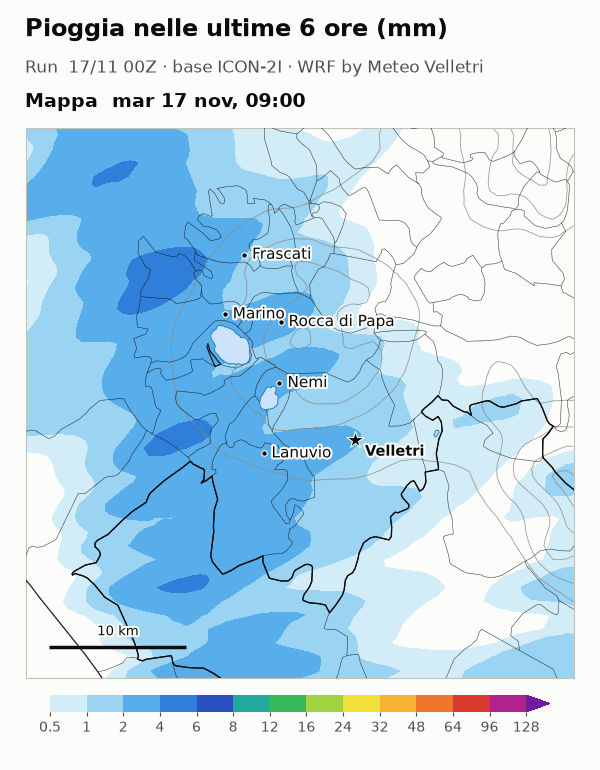 Pioggia nelle ultime 6 ore (mm)
Run  17/11 00Z · base ICON-2I · WRF by Meteo Velletri
Mappa  mar 17 nov, 09:00
Frascati
Marino
Rocca di Papa
Nemi
Velletri
Lanuvio
10 km
0.5 1 2 4 6 8 12 16 24 32 48 64 96 128